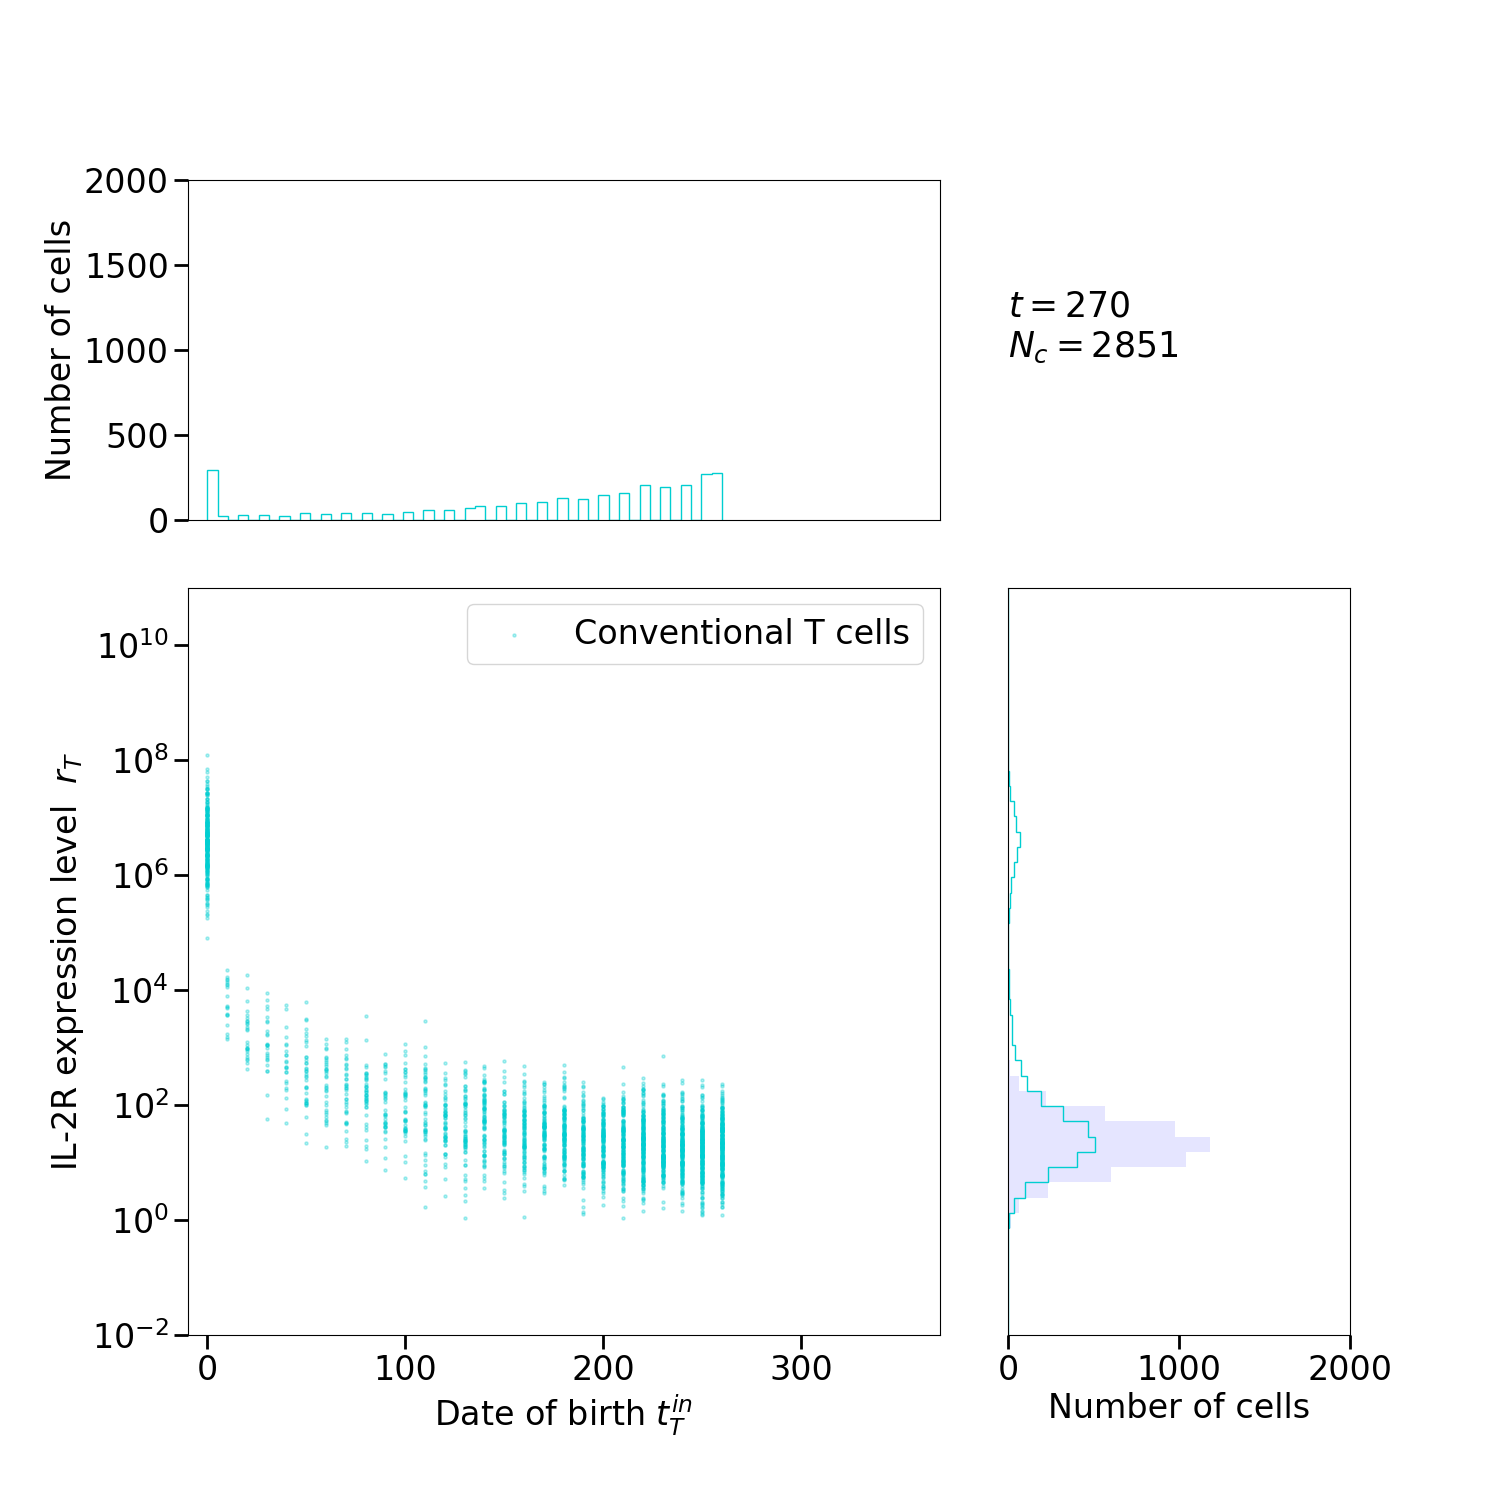 2000
1500
1000
500
0
Number of cells
t = 270
N_c = 2851
Conventional T cells
10^10
10^8
10^6
10^4
10^2
10^0
10^−2
IL-2R expression level r_T
0 100 200 300
Date of birth t_T^in
0 1000 2000
Number of cells